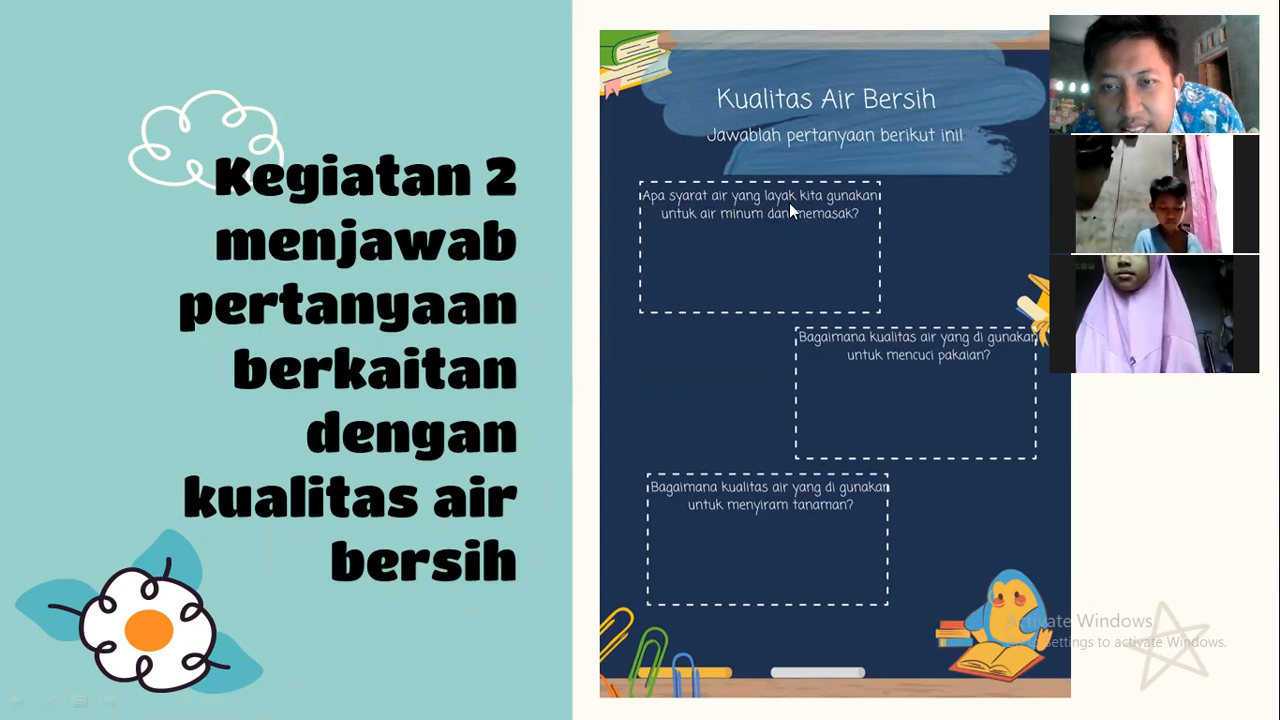 Kegiatan 2
menjawab
pertanyaan
berkaitan
dengan
kualitas air
bersih
Kualitas Air Bersih
Jawablah pertanyaan berikut ini!
Apa syarat air yang layak kita gunakan
untuk air minum dan memasak?
Bagaimana kualitas air yang di gunakan
untuk mencuci pakaian?
Bagaimana kualitas air yang di gunakan
untuk menyiram tanaman?
Activate Windows
Settings to activate Windows.